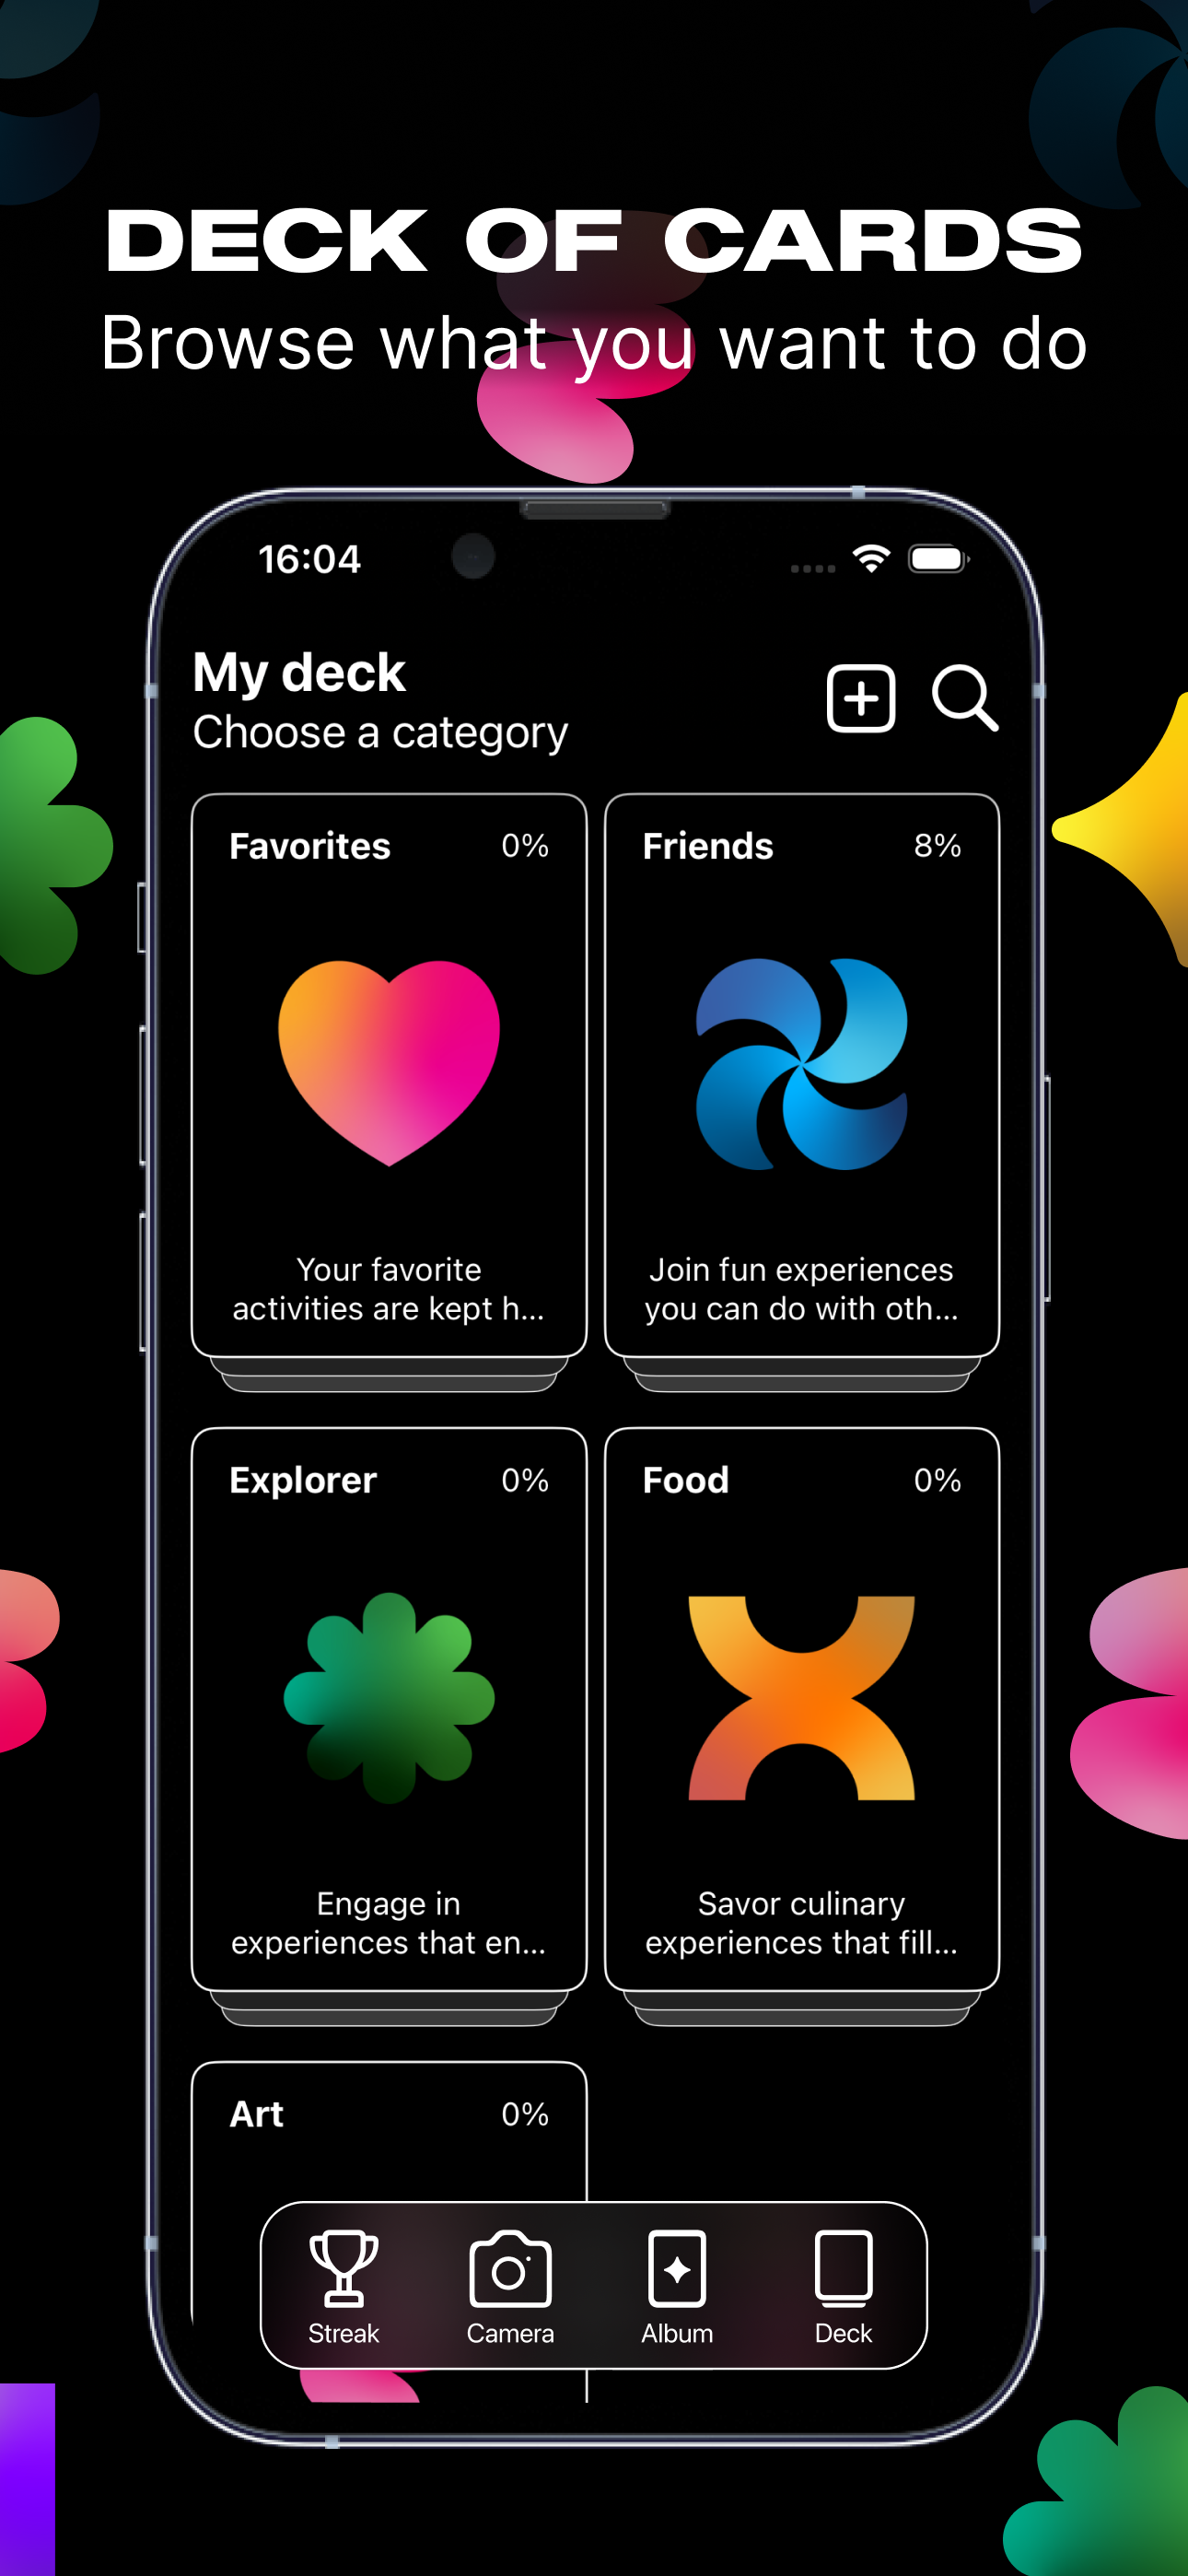 DECK OF CARDS
Browse what you want to do
16:04
My deck
Choose a category
Favorites 0%
Your favorite
activities are kept h...
Friends 8%
Join fun experiences
you can do with oth...
Explorer 0%
Engage in
experiences that en...
Food 0%
Savor culinary
experiences that fill...
Art 0%
Streak Camera Album Deck